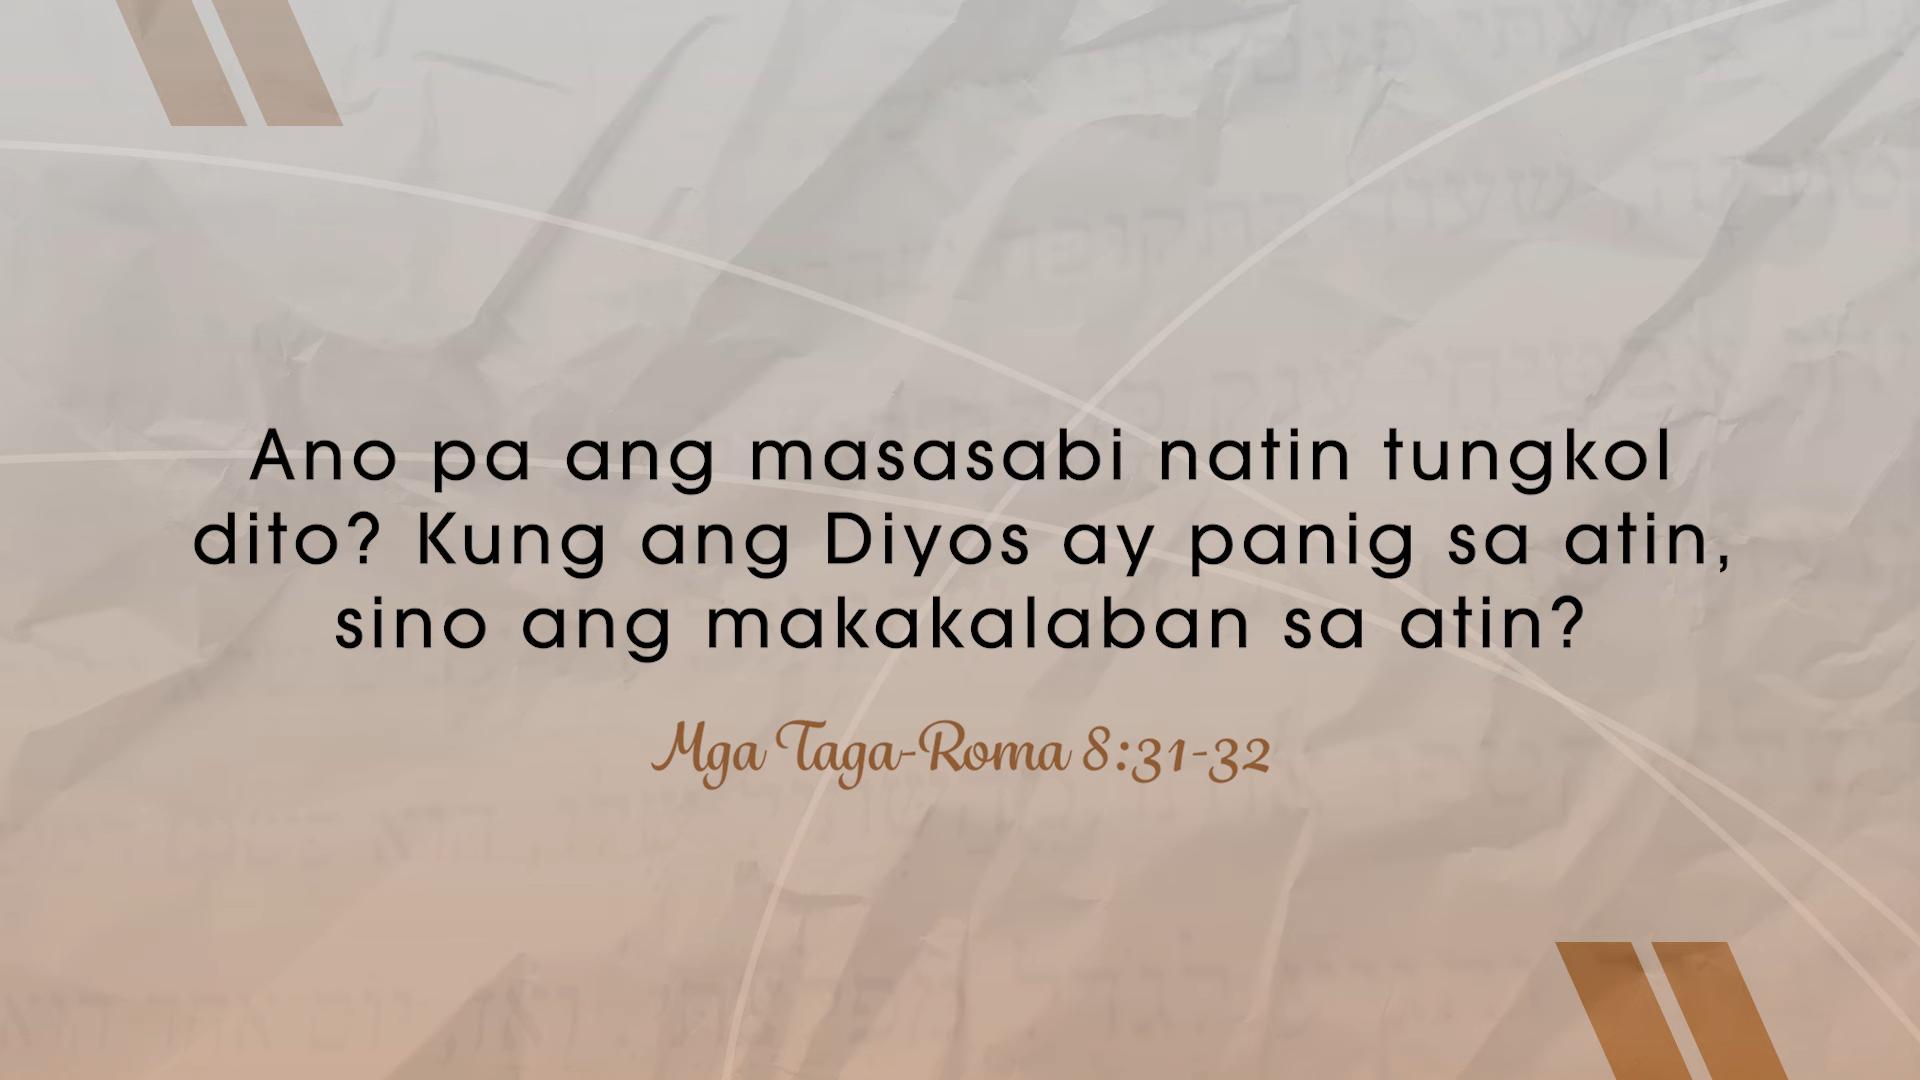 Ano pa ang masasabi natin tungkol
dito? Kung ang Diyos ay panig sa atin,
sino ang makakalaban sa atin?
Mga Taga-Roma 8:31-32